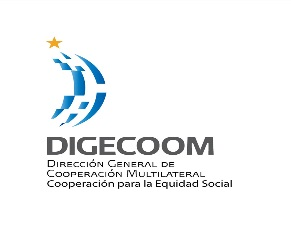 DIGECOOM
DIRECCIÓN GENERAL DE
COOPERACIÓN MULTILATERAL
Cooperación para la Equidad Social